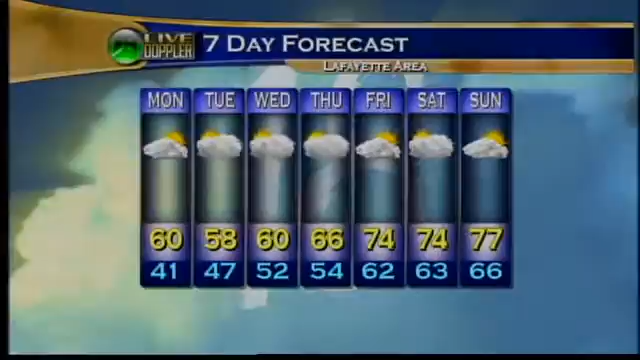 LIVE
DOPPLER
7 DAY FORECAST
LAFAYETTE AREA
MON TUE WED THU FRI SAT SUN
60 58 60 66 74 74 77
41 47 52 54 62 63 66